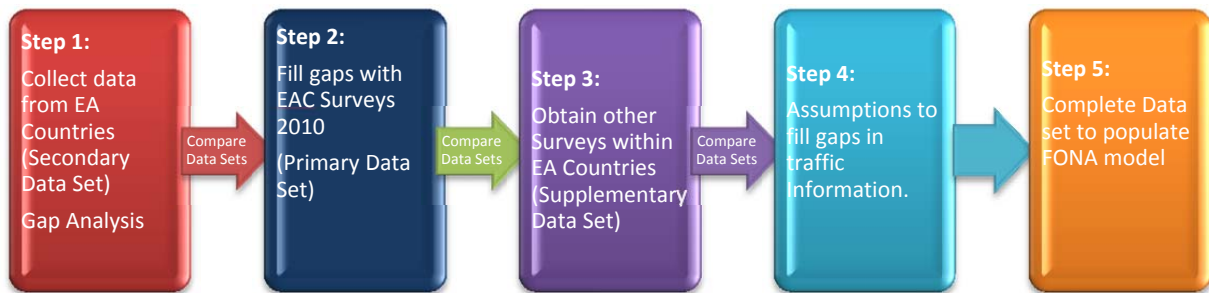 Step 1:
Collect data
from EA
Countries
(Secondary
Data Set)
Gap Analysis
Compare
Data Sets
Step 2:
Fill gaps with
EAC Surveys
2010
(Primary Data
Set)
Compare
Data Sets
Step 3:
Obtain other
Surveys within
EA Countries
(Supplementary
Data Set)
Compare
Data Sets
Step 4:
Assumptions to
fill gaps in
traffic
Information.
Step 5:
Complete Data
set to populate
FONA model